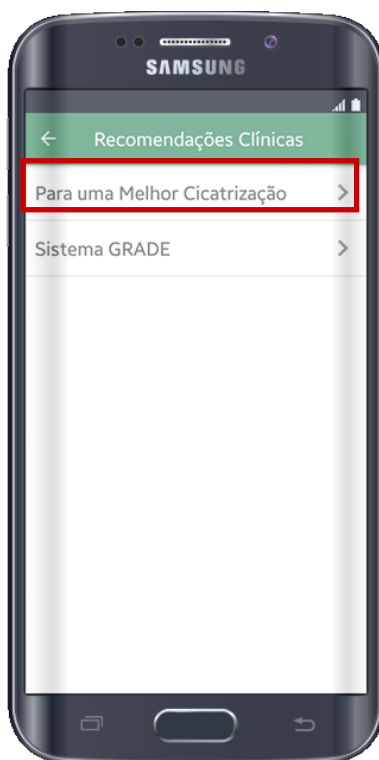 SAMSUNG
Recomendações Clínicas
Para uma Melhor Cicatrização
Sistema GRADE